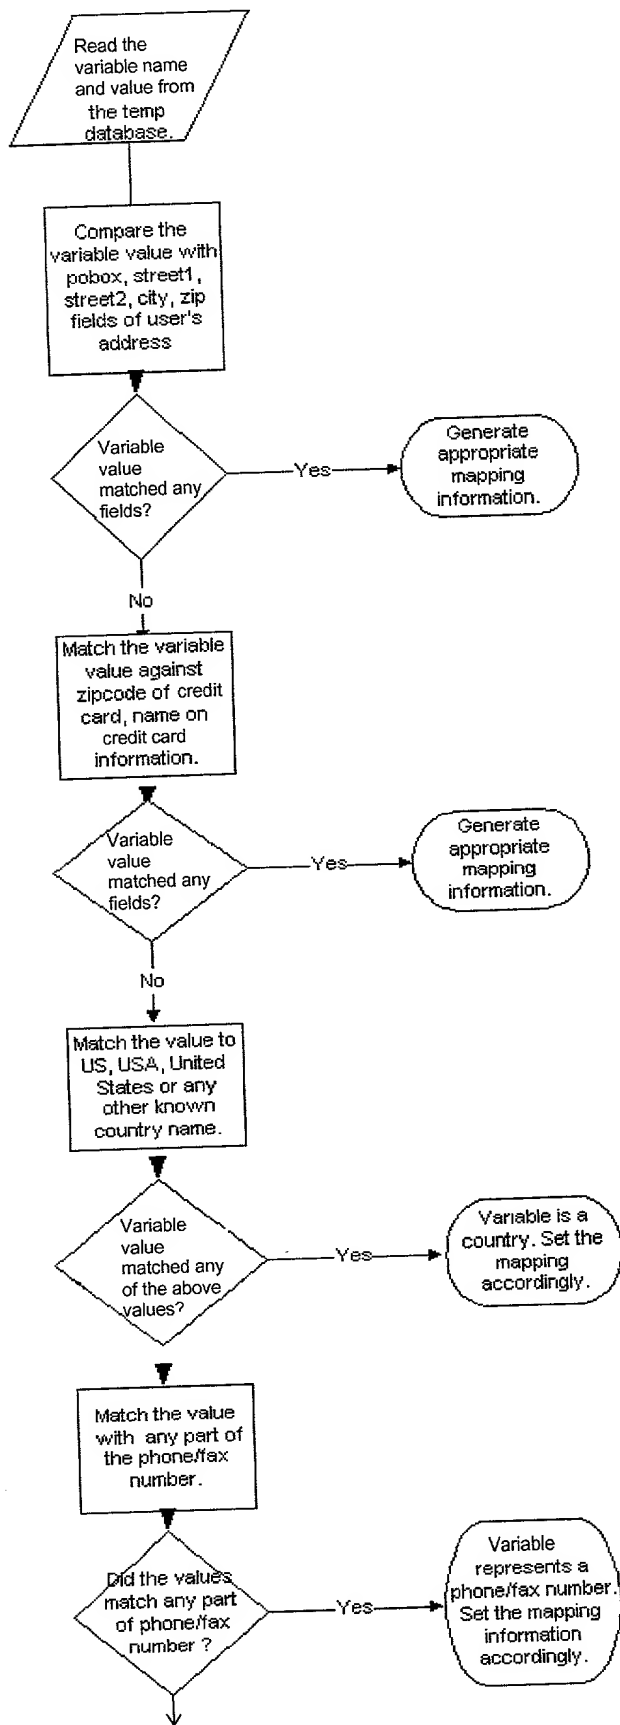 Read the
variable name
and value from
the temp
database.
Compare the
variable value with
pobox, street1,
street2, city, zip
fields of user's
address
Variable
value
matched any
fields?
Yes
Generate
appropriate
mapping
information.
No
Match the variable
value against
zipcode of credit
card, name on
credit card
information.
Variable
value
matched any
fields?
Yes
Generate
appropriate
mapping
information.
No
Match the value to
US, USA, United
States or any
other known
country name.
Variable
value
matched any
of the above
values?
Yes
Variable is a
country. Set the
mapping
accordingly.
Match the value
with any part of
the phone/fax
number.
Did the values
match any part
of phone/fax
number ?
Yes
Variable
represents a
phone/fax number.
Set the mapping
information
accordingly.